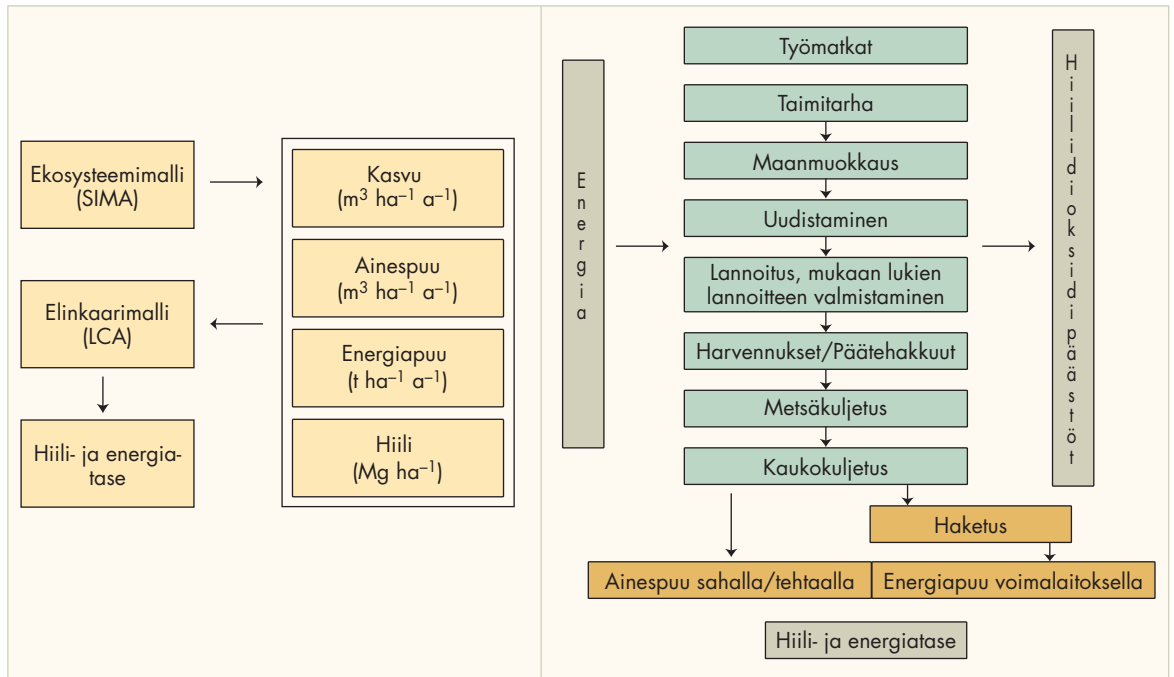 Ekosysteemimalli
(SIMA)
Elinkaarimalli
(LCA)
Hiili- ja energia-
tase
Kasvu
(m³ ha⁻¹ a⁻¹)
Ainespuu
(m³ ha⁻¹ a⁻¹)
Energiapuu
(t ha⁻¹ a⁻¹)
Hiili
(Mg ha⁻¹)
Energia
Työmatkat
Taimitarha
Maanmuokkaus
Uudistaminen
Lannoitus, mukaan lukien
lannoitteen valmistaminen
Harvennukset/Päätehakkuut
Metsäkuljetus
Kaukokuljetus
Haketus
Ainespuu sahalla/tehtaalla
Energiapuu voimalaitoksella
Hiilidioksidipäästöt
Hiili- ja energiatase